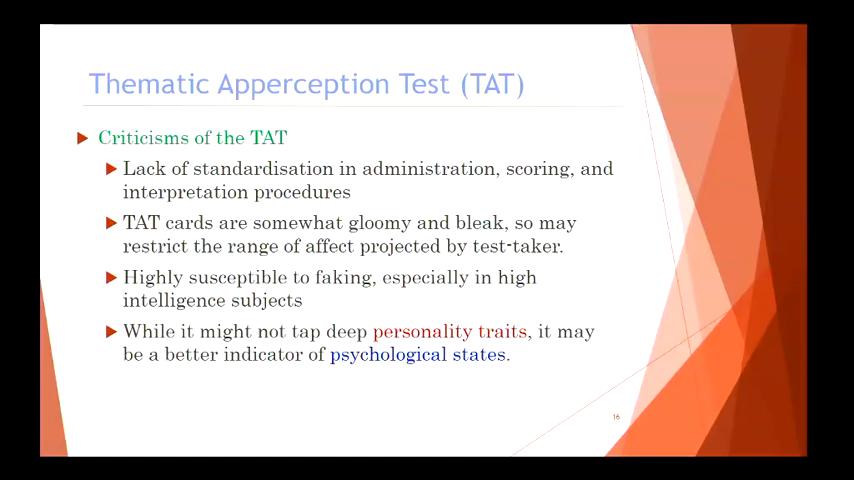 Thematic Apperception Test (TAT)
Criticisms of the TAT
Lack of standardisation in administration, scoring, and
interpretation procedures
TAT cards are somewhat gloomy and bleak, so may
restrict the range of affect projected by test-taker.
Highly susceptible to faking, especially in high
intelligence subjects
While it might not tap deep personality traits, it may
be a better indicator of psychological states.
16